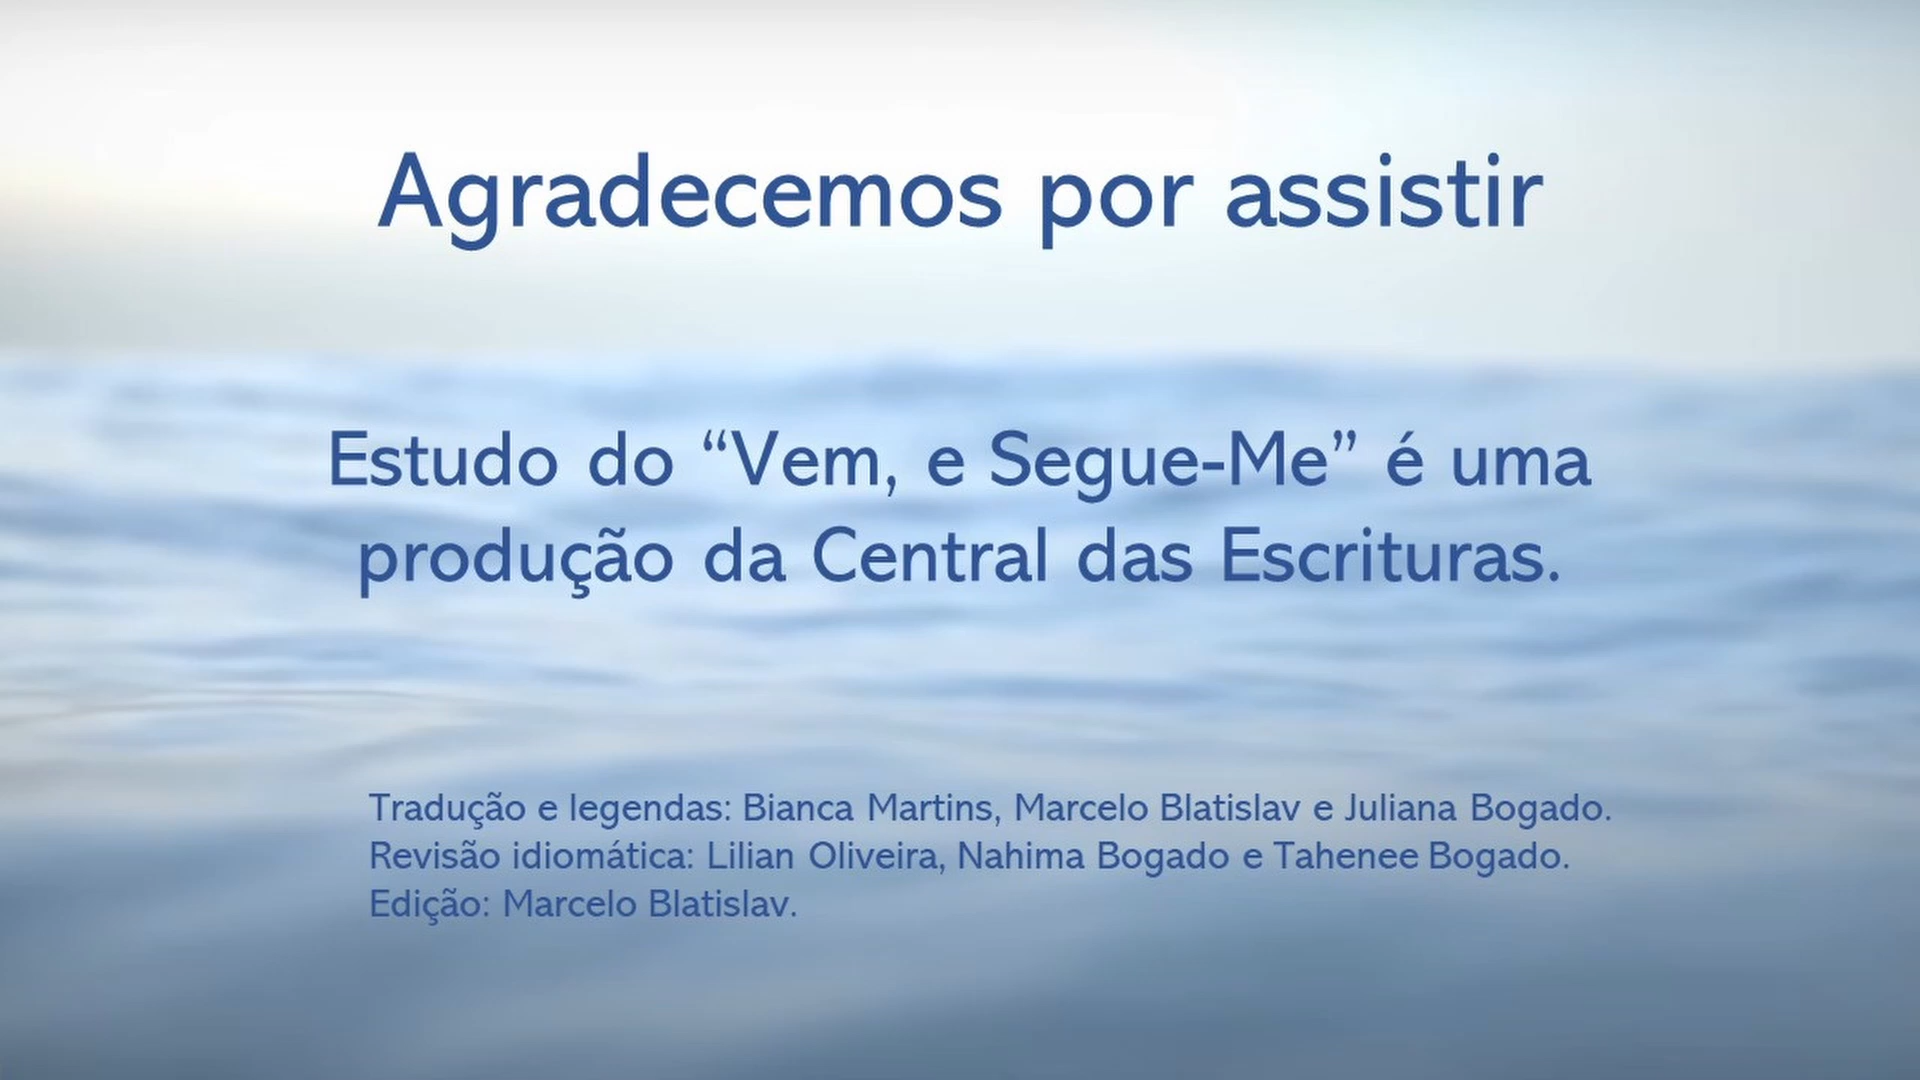 Agradecemos por assistir
Estudo do “Vem, e Segue-Me” é uma
produção da Central das Escrituras.
Tradução e legendas: Bianca Martins, Marcelo Blatislav e Juliana Bogado.
Revisão idiomática: Lilian Oliveira, Nahima Bogado e Tahenee Bogado.
Edição: Marcelo Blatislav.